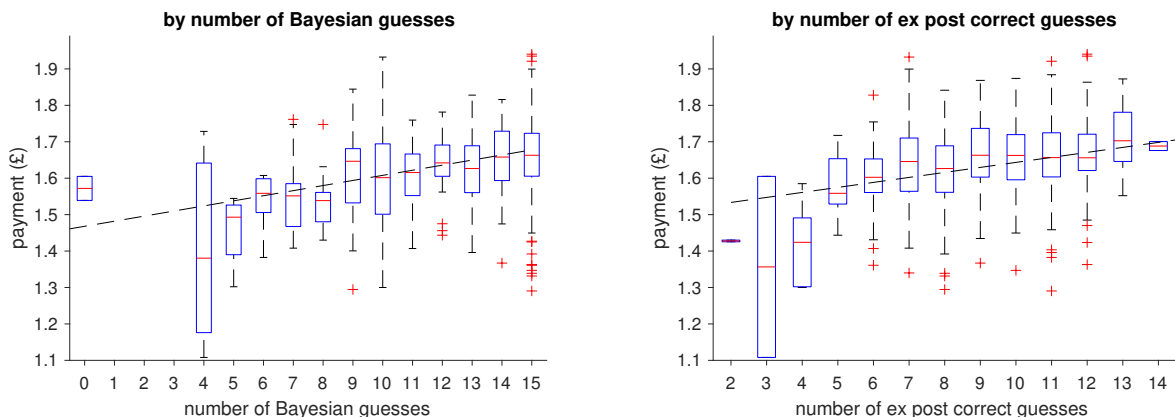 by number of Bayesian guesses
1.9
1.8
1.7
1.6
1.5
1.4
1.3
1.2
1.1
payment (£)
0 1 2 3 4 5 6 7 8 9 10 11 12 13 14 15
number of Bayesian guesses
by number of ex post correct guesses
1.9
1.8
1.7
1.6
1.5
1.4
1.3
1.2
1.1
payment (£)
2 3 4 5 6 7 8 9 10 11 12 13 14
number of ex post correct guesses